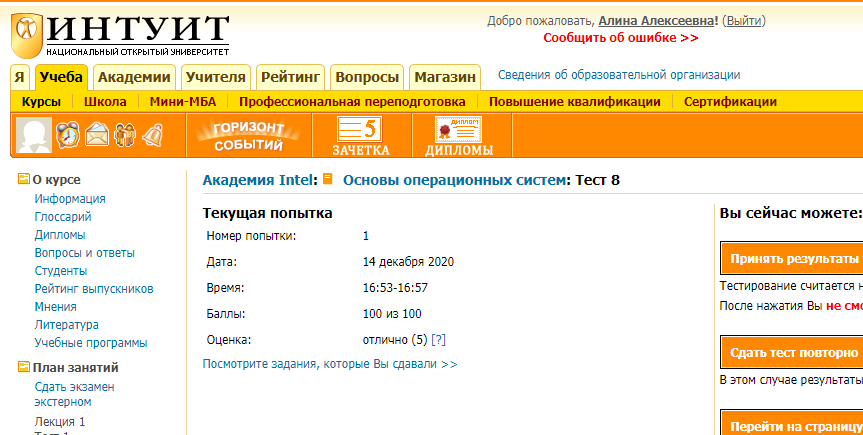 ИНТУИТ
НАЦИОНАЛЬНЫЙ ОТКРЫТЫЙ УНИВЕРСИТЕТ
Добро пожаловать, Алина Алексеевна! (Выйти)
Сообщить об ошибке >>
Я Учеба Академии Учителя Рейтинг Вопросы Магазин Сведения об образовательной организации
Курсы Школа Мини-МБА Профессиональная переподготовка Повышение квалификации Сертификации
ГОРИЗОНТ
СОБЫТИЙ
5
ЗАЧЕТКА
ДИПЛОМ
ДИПЛОМЫ
О курсе
Информация
Глоссарий
Дипломы
Вопросы и ответы
Студенты
Рейтинг выпускников
Мнения
Литература
Учебные программы
План занятий
Сдать экзамен
экстерном
Лекция 1
Тест 1
Академия Intel: Основы операционных систем: Тест 8
Текущая попытка
Номер попытки: 1
Дата: 14 декабря 2020
Время: 16:53-16:57
Баллы: 100 из 100
Оценка: отлично (5) [?]
Посмотрите задания, которые Вы сдавали >>
Вы сейчас можете:
Принять результаты
Тестирование считается
После нажатия Вы не
Сдать тест повторно
В этом случае результаты
Перейти на страницу